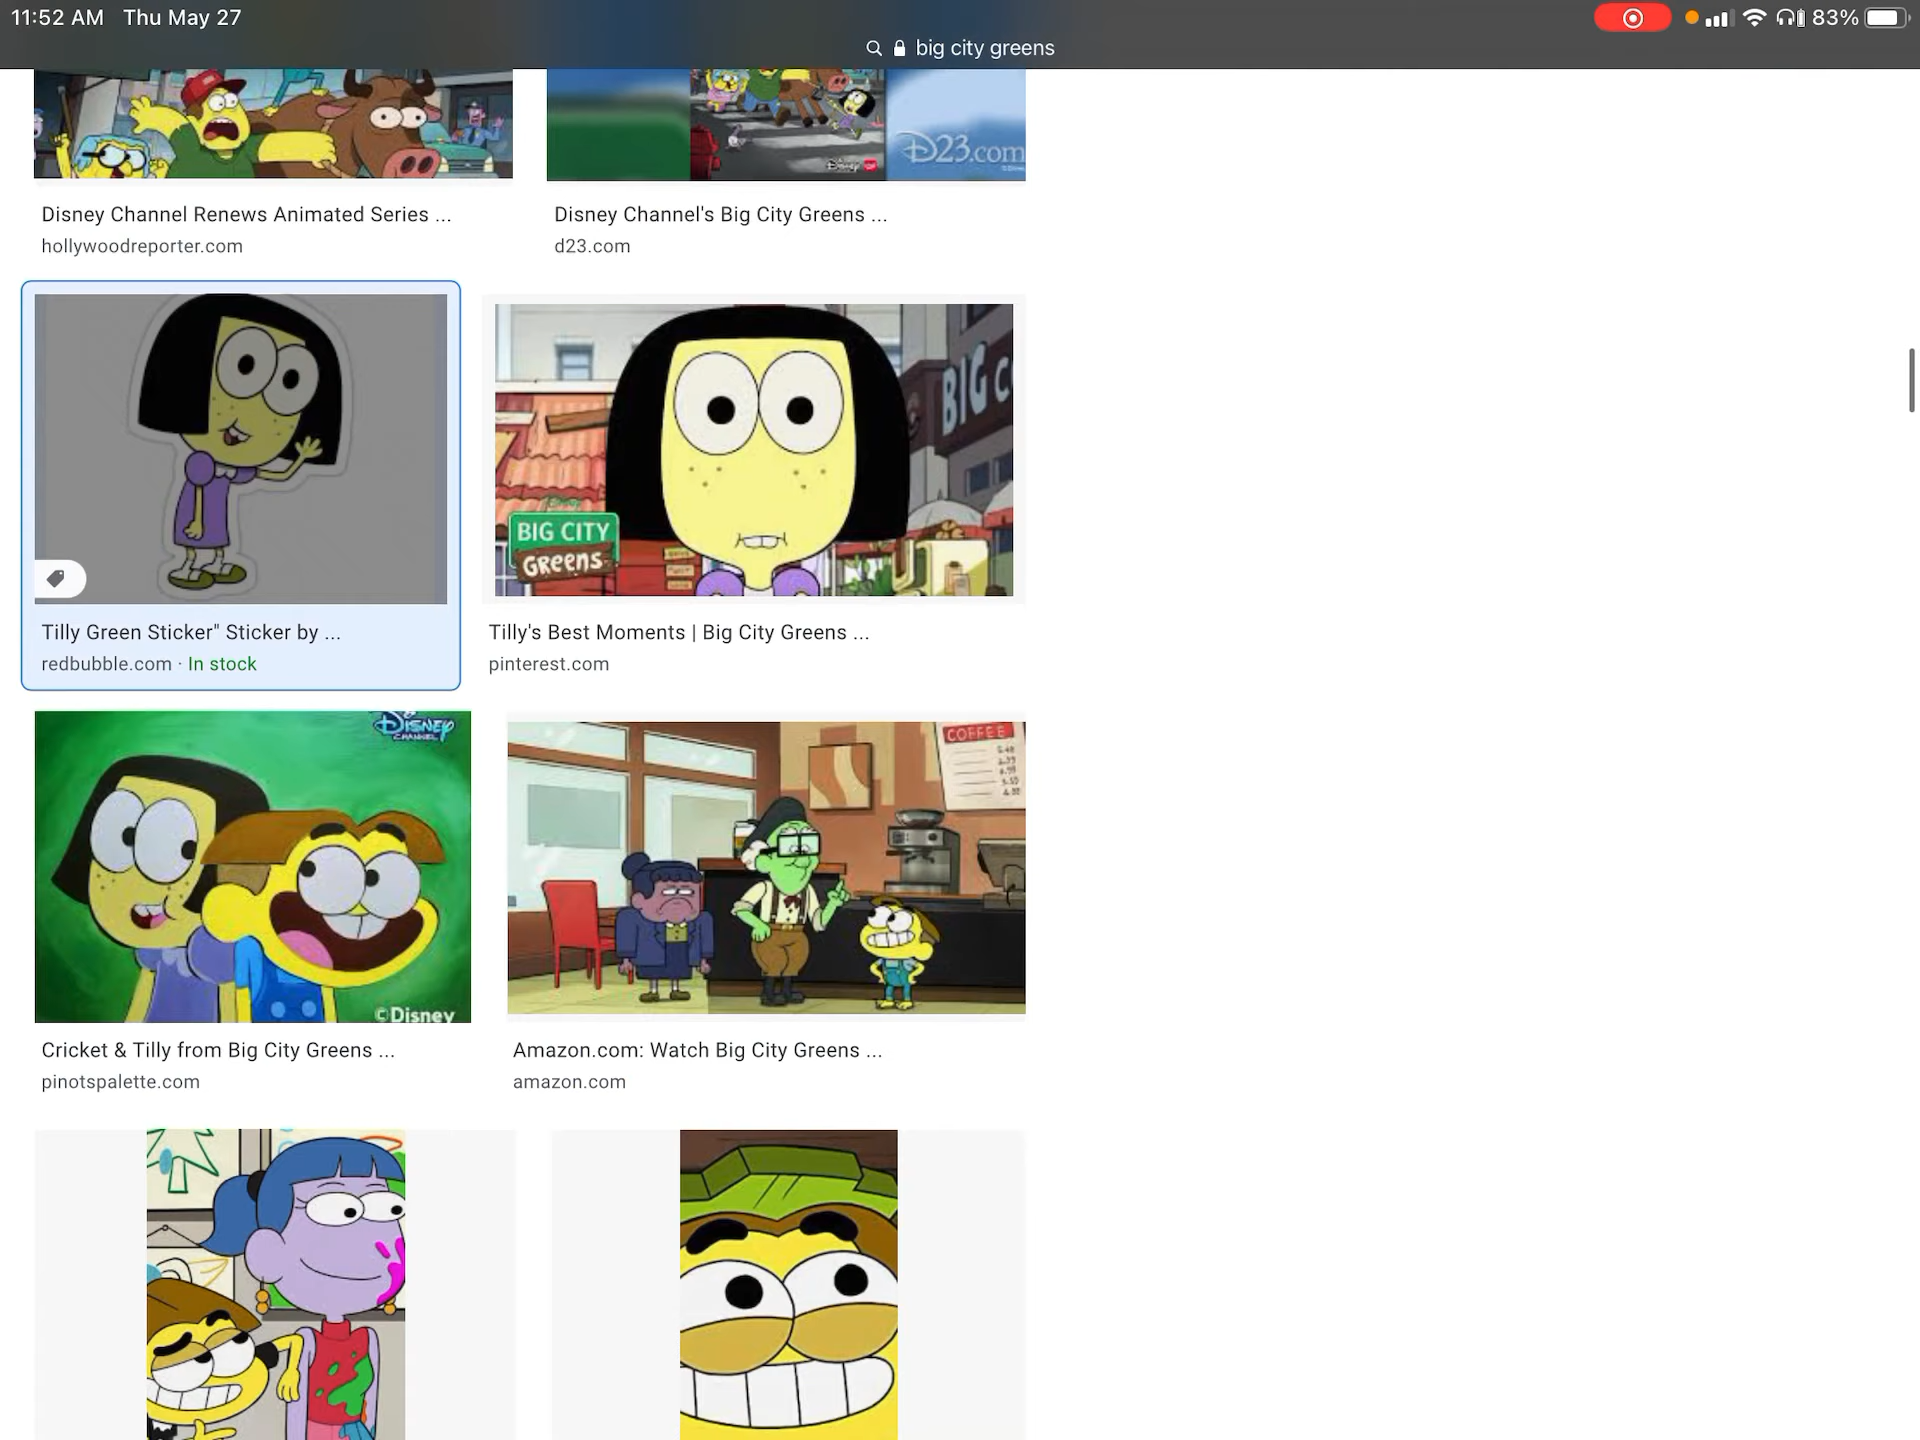 11:52 AM Thu May 27
83%
big city greens
D23.com
Disney
Disney Channel Renews Animated Series ...
hollywoodreporter.com
Disney Channel's Big City Greens ...
d23.com
BIG C
BIG CITY
GREENS
Tilly Green Sticker" Sticker by ...
redbubble.com · In stock
Tilly's Best Moments | Big City Greens ...
pinterest.com
DISNEY
CHANNEL
©Disney
COFFEE
Cricket & Tilly from Big City Greens ...
pinotspalette.com
Amazon.com: Watch Big City Greens ...
amazon.com